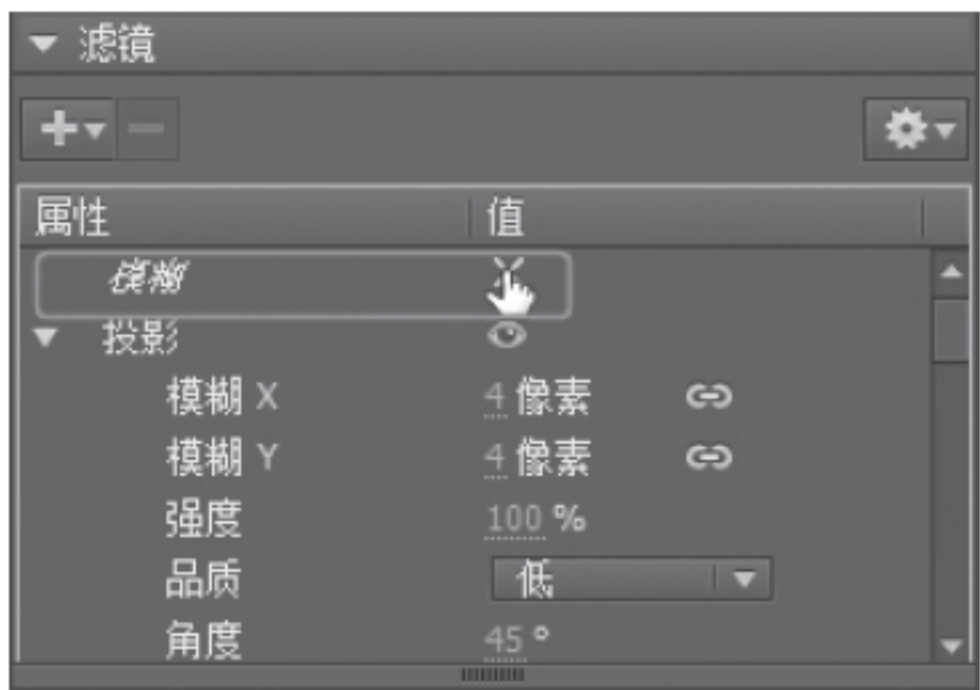 滤镜
属性 值
模糊
投影
模糊 X 4 像素
模糊 Y 4 像素
强度 100 %
品质 低
角度 45 °